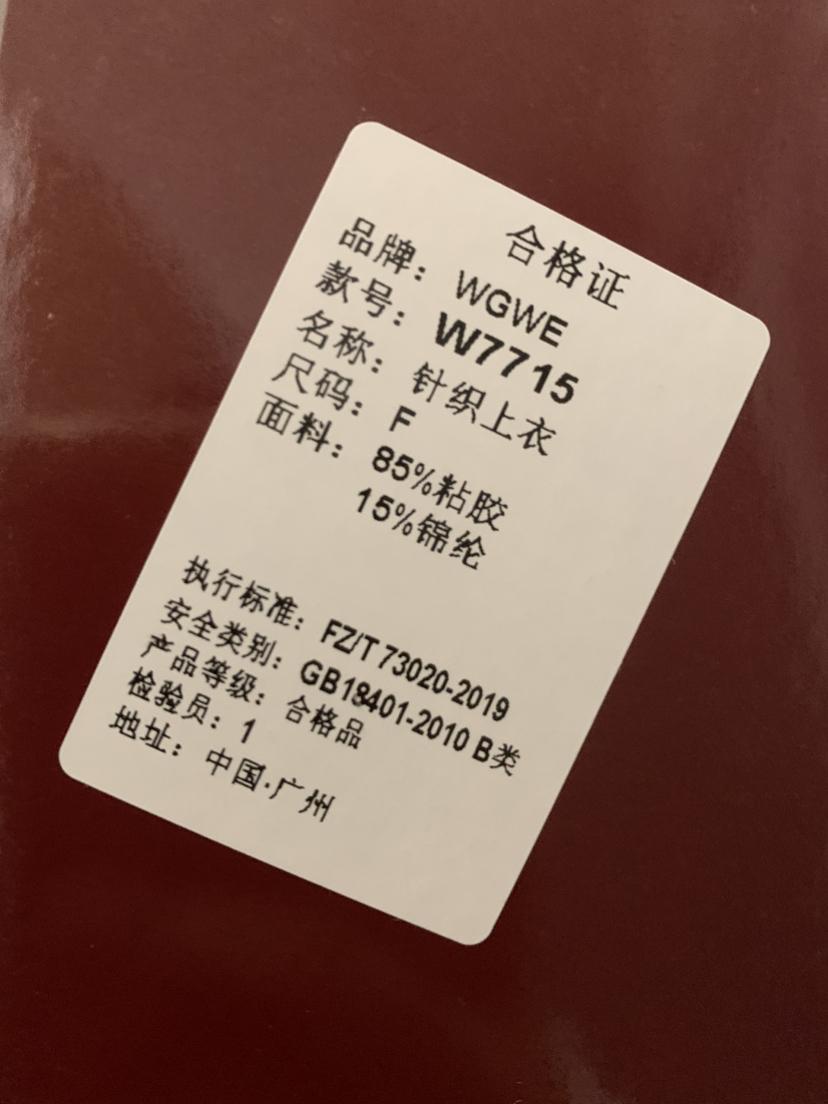 合格证
品牌：WGWE
款号：W7715
名称：针织上衣
尺码：F
面料：85%粘胶
15%锦纶
执行标准：FZ/T 73020-2019
安全类别：GB18401-2010 B类
产品等级：合格品
检验员：1
地址：中国·广州